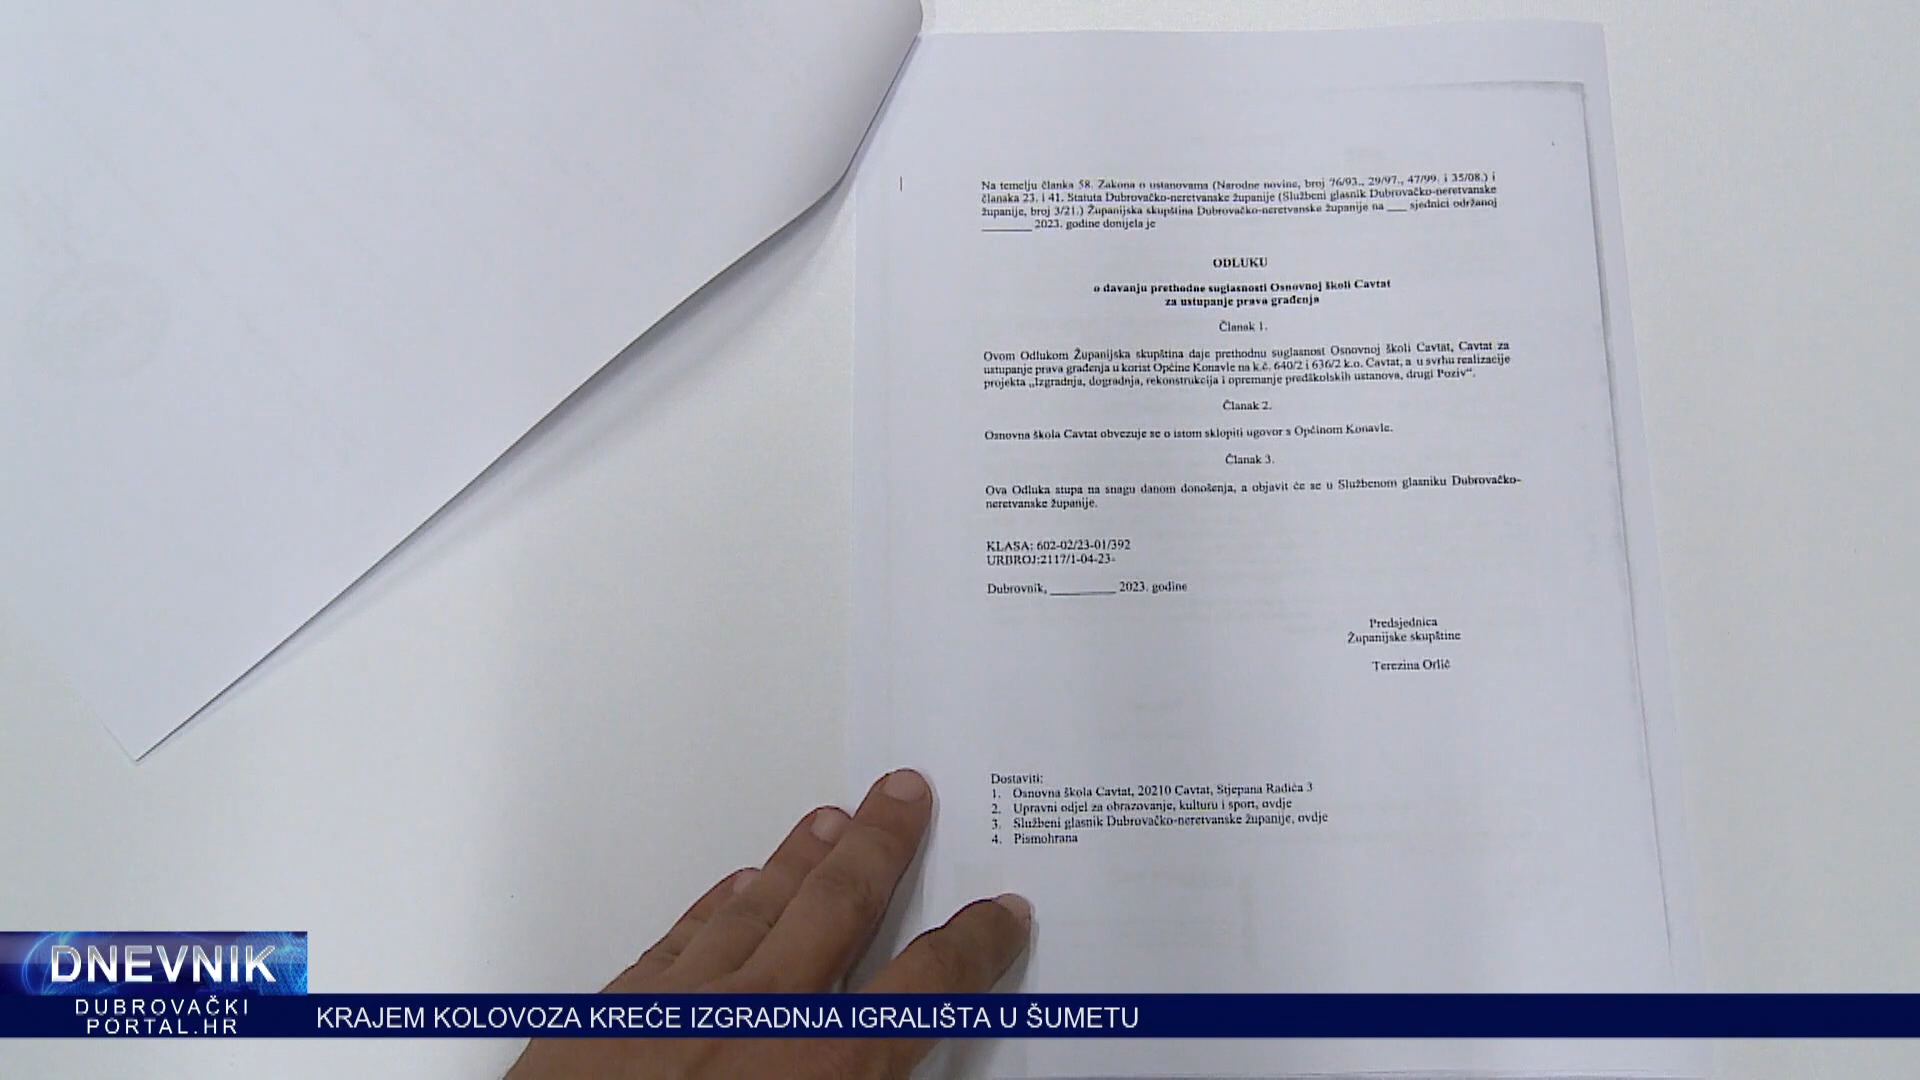 Na temelju članka 58. Zakona o ustanovama (Narodne novine, broj 76/93., 29/97., 47/99. i 35/08.) i
članaka 23. i 41. Statuta Dubrovačko-neretvanske županije (Službeni glasnik Dubrovačko-neretvanske
županije, broj 3/21.) Županijska skupština Dubrovačko-neretvanske županije na ___ sjednici održanoj
________ 2023. godine donijela je
ODLUKU
o davanju prethodne suglasnosti Osnovnoj školi Cavtat
za ustupanje prava građenja
Članak 1.
Ovom Odlukom Županijska skupština daje prethodnu suglasnost Osnovnoj školi Cavtat, Cavtat za
ustupanje prava građenja u korist Općine Konavle na k.č. 640/2 i 636/2 k.o. Cavtat, a u svrhu realizacije
projekta „Izgradnja, dogradnja, rekonstrukcija i opremanje predškolskih ustanova, drugi Poziv“.
Članak 2.
Osnovna škola Cavtat obvezuje se o istom sklopiti ugovor s Općinom Konavle.
Članak 3.
Ova Odluka stupa na snagu danom donošenja, a objavit će se u Službenom glasniku Dubrovačko-
neretvanske županije.
KLASA: 602-02/23-01/392
URBROJ:2117/1-04-23-
Dubrovnik, __________ 2023. godine
Predsjednica
Županijske skupštine
Terezina Orlić
Dostaviti:
1. Osnovna škola Cavtat, 20210 Cavtat, Stjepana Radića 3
2. Upravni odjel za obrazovanje, kulturu i sport, ovdje
3. Službeni glasnik Dubrovačko-neretvanske županije, ovdje
4. Pismohrana
DNEVNIK
DUBROVAČKI
PORTAL.HR
KRAJEM KOLOVOZA KREĆE IZGRADNJA IGRALIŠTA U ŠUMETU